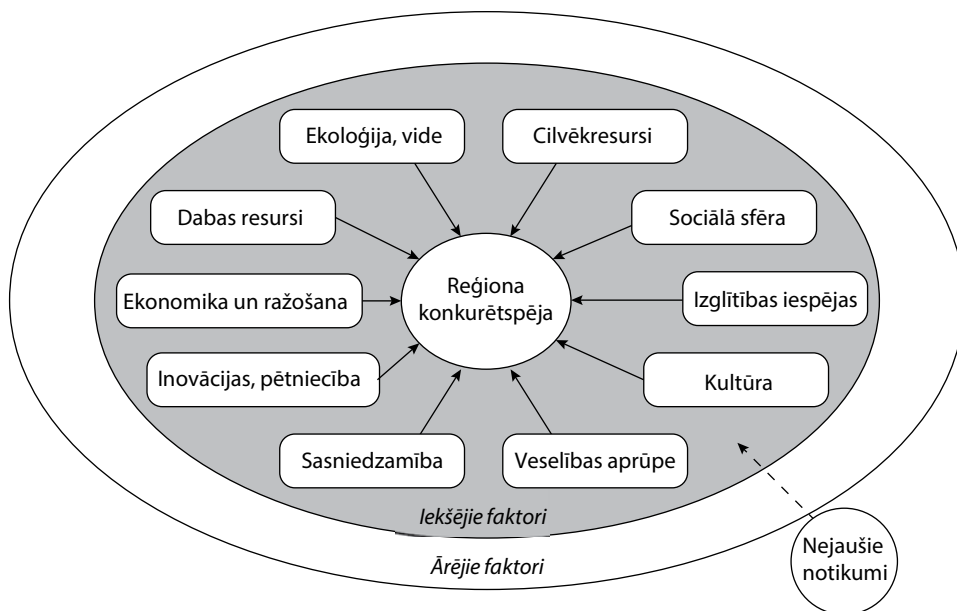 Ekoloģija, vide
Cilvēkresursi
Dabas resursi
Sociālā sfēra
Reģiona
konkurētspēja
Ekonomika un ražošana
Izglītības iespējas
Inovācijas, pētniecība
Kultūra
Sasniedzamība
Veselības aprūpe
Iekšējie faktori
Ārējie faktori
Nejaušie
notikumi